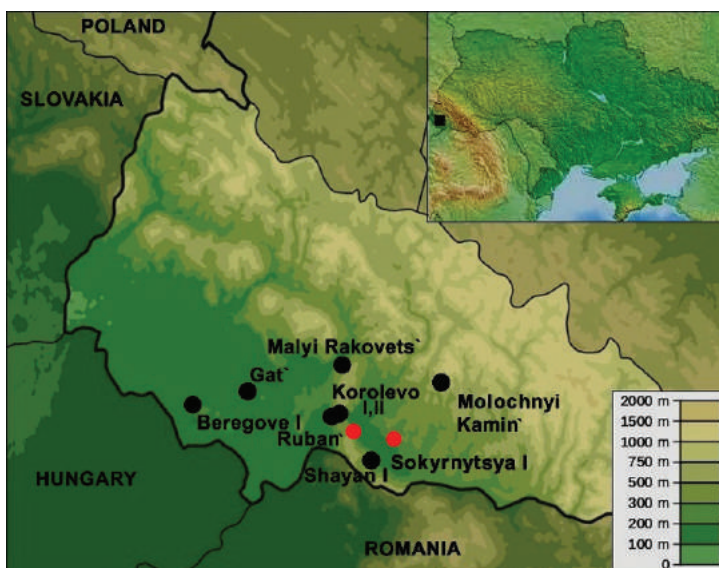 POLAND
SLOVAKIA
Malyi Rakovets`
Gat`
Korolevo
I,II
Molochnyi
Kamin`
Beregove I
Ruban`
Sokyrnytsya I
Shayan I
HUNGARY
ROMANIA
2000 m
1500 m
1000 m
750 m
500 m
300 m
200 m
100 m
0